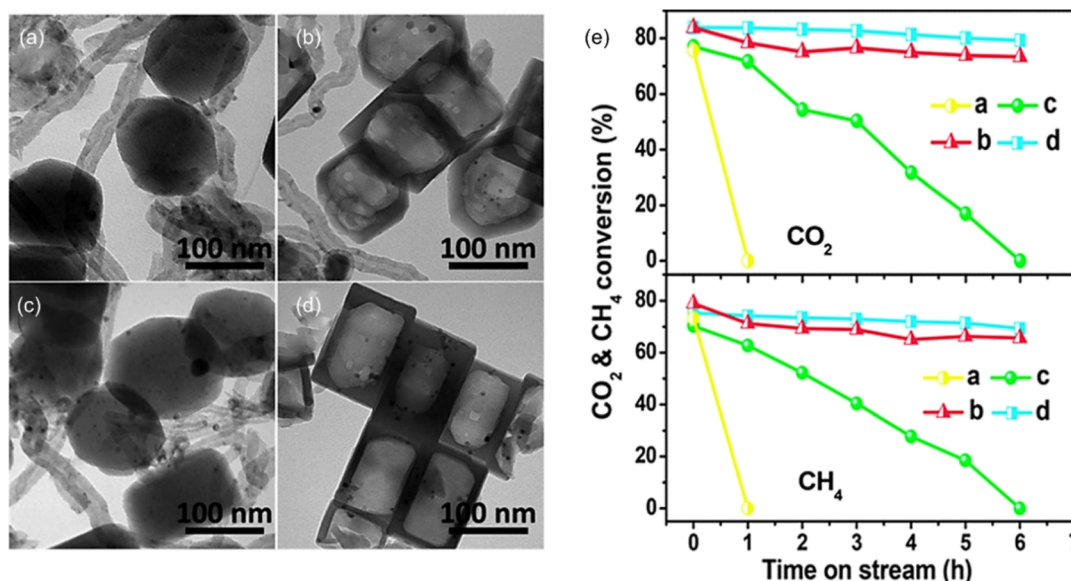 (a)
100 nm
(b)
100 nm
(c)
100 nm
(d)
100 nm
(e)
CO2 & CH4 conversion (%)
80
60
40
20
0
a c
b d
CO2
80
60
40
20
0
a c
b d
CH4
0 1 2 3 4 5 6 7
Time on stream (h)